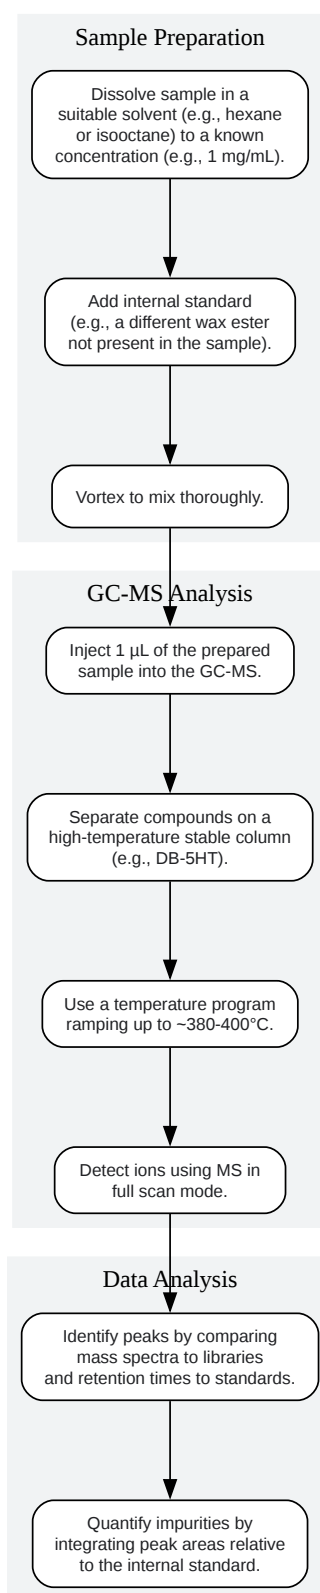 Sample Preparation
Dissolve sample in a
suitable solvent (e.g., hexane
or isooctane) to a known
concentration (e.g., 1 mg/mL).
Add internal standard
(e.g., a different wax ester
not present in the sample).
Vortex to mix thoroughly.
GC-MS Analysis
Inject 1 µL of the prepared
sample into the GC-MS.
Separate compounds on a
high-temperature stable column
(e.g., DB-5HT).
Use a temperature program
ramping up to ~380-400°C.
Detect ions using MS in
full scan mode.
Data Analysis
Identify peaks by comparing
mass spectra to libraries
and retention times to standards.
Quantify impurities by
integrating peak areas relative
to the internal standard.